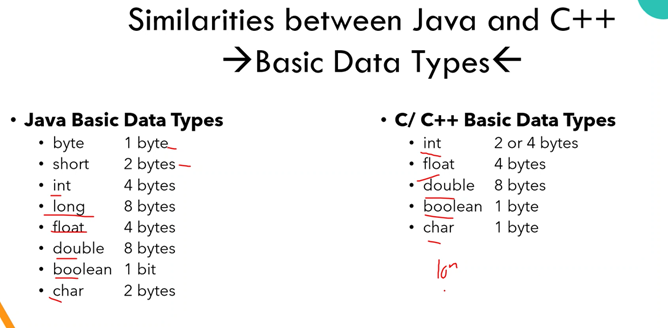 Similarities between Java and C++
→Basic Data Types←
• Java Basic Data Types
• byte 1 byte
• short 2 bytes
• int 4 bytes
• long 8 bytes
• float 4 bytes
• double 8 bytes
• boolean 1 bit
• char 2 bytes
• C/ C++ Basic Data Types
• int 2 or 4 bytes
• float 4 bytes
• double 8 bytes
• boolean 1 byte
• char 1 byte
lon